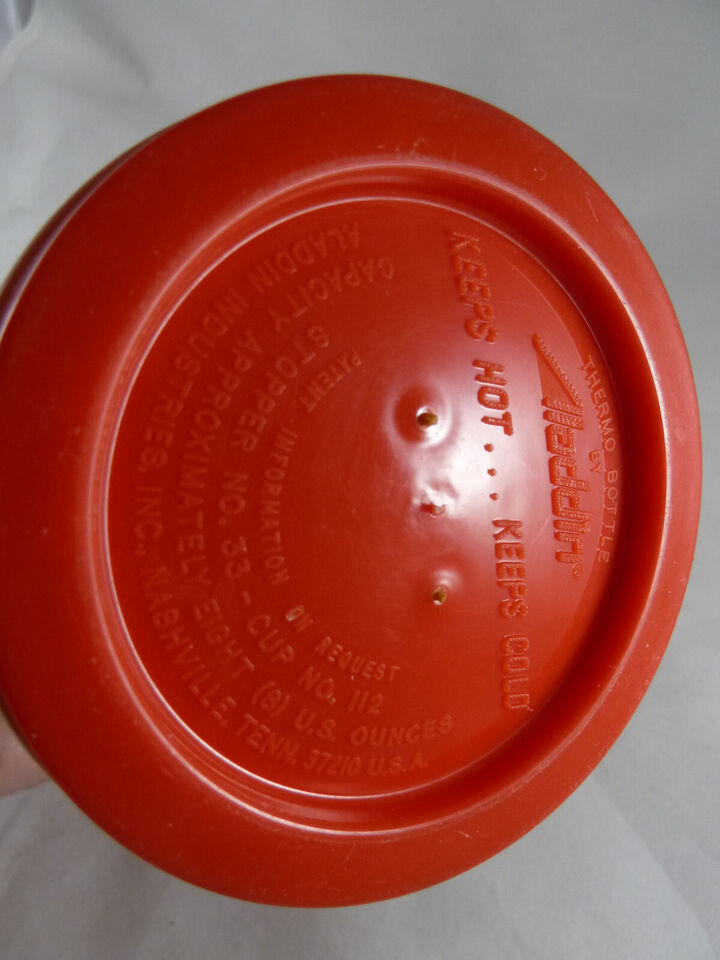 THERMO BOTTLE
BY
Aladdin®
KEEPS HOT... KEEPS COLD
PATENT INFORMATION ON REQUEST
STOPPER NO. 33 - CUP NO. 112
CAPACITY APPROXIMATELY EIGHT (8) U.S. OUNCES
ALADDIN INDUSTRIES, INC., NASHVILLE, TENN. 37210 U.S.A.